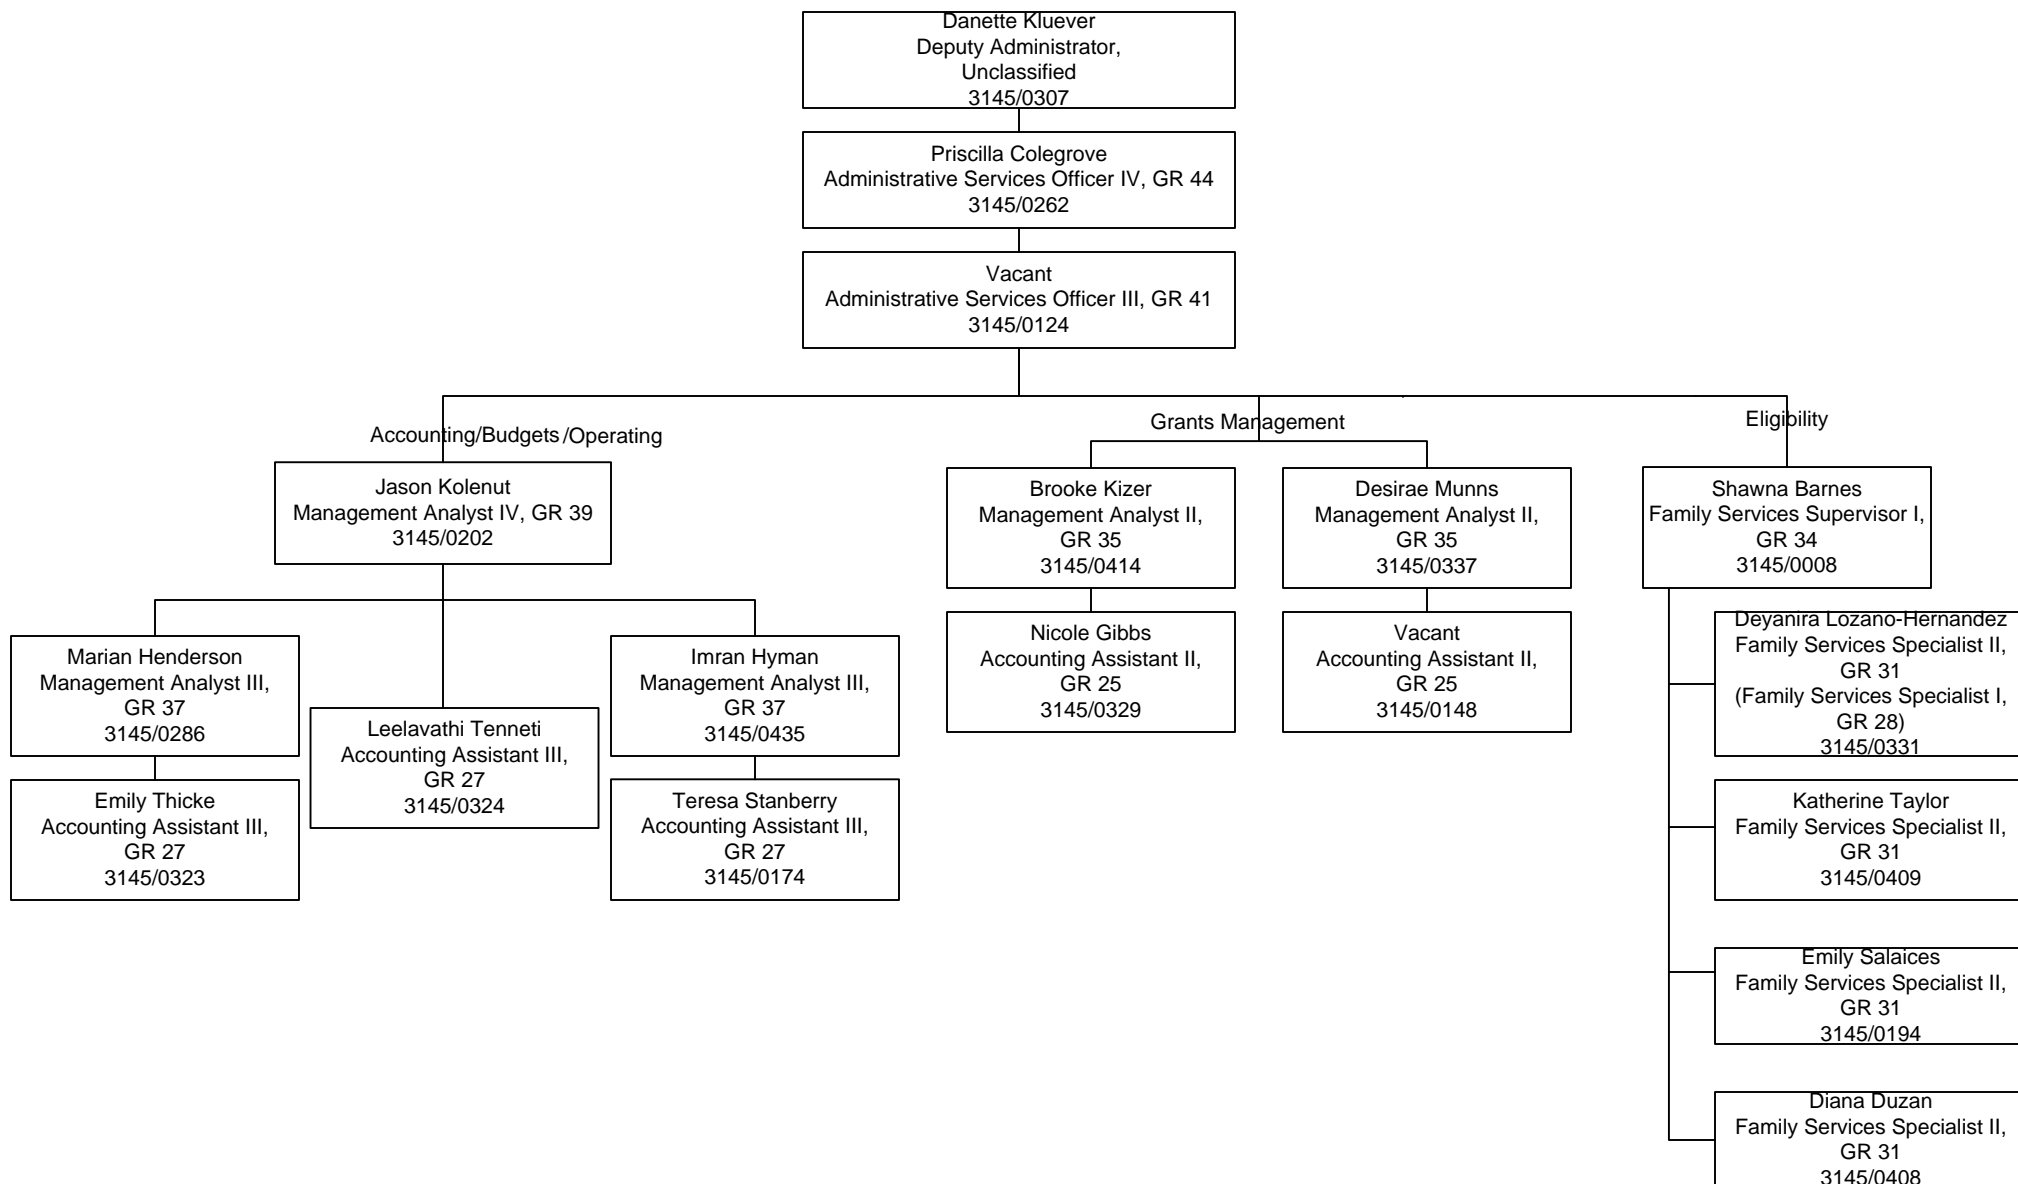 Danette Kluever
Deputy Administrator,
Unclassified
3145/0307
Priscilla Colegrove
Administrative Services Officer IV, GR 44
3145/0262
Vacant
Administrative Services Officer III, GR 41
3145/0124
Accounting/Budgets/Operating
Jason Kolenut
Management Analyst IV, GR 39
3145/0202
Marian Henderson
Management Analyst III,
GR 37
3145/0286
Emily Thicke
Accounting Assistant III,
GR 27
3145/0323
Leelavathi Tenneti
Accounting Assistant III,
GR 27
3145/0324
Imran Hyman
Management Analyst III,
GR 37
3145/0435
Teresa Stanberry
Accounting Assistant III,
GR 27
3145/0174
Grants Management
Brooke Kizer
Management Analyst II,
GR 35
3145/0414
Nicole Gibbs
Accounting Assistant II,
GR 25
3145/0329
Desirae Munns
Management Analyst II,
GR 35
3145/0337
Vacant
Accounting Assistant II,
GR 25
3145/0148
Eligibility
Shawna Barnes
Family Services Supervisor I,
GR 34
3145/0008
Deyanira Lozano-Hernandez
Family Services Specialist II,
GR 31
(Family Services Specialist I,
GR 28)
3145/0331
Katherine Taylor
Family Services Specialist II,
GR 31
3145/0409
Emily Salaices
Family Services Specialist II,
GR 31
3145/0194
Diana Duzan
Family Services Specialist II,
GR 31
3145/0408